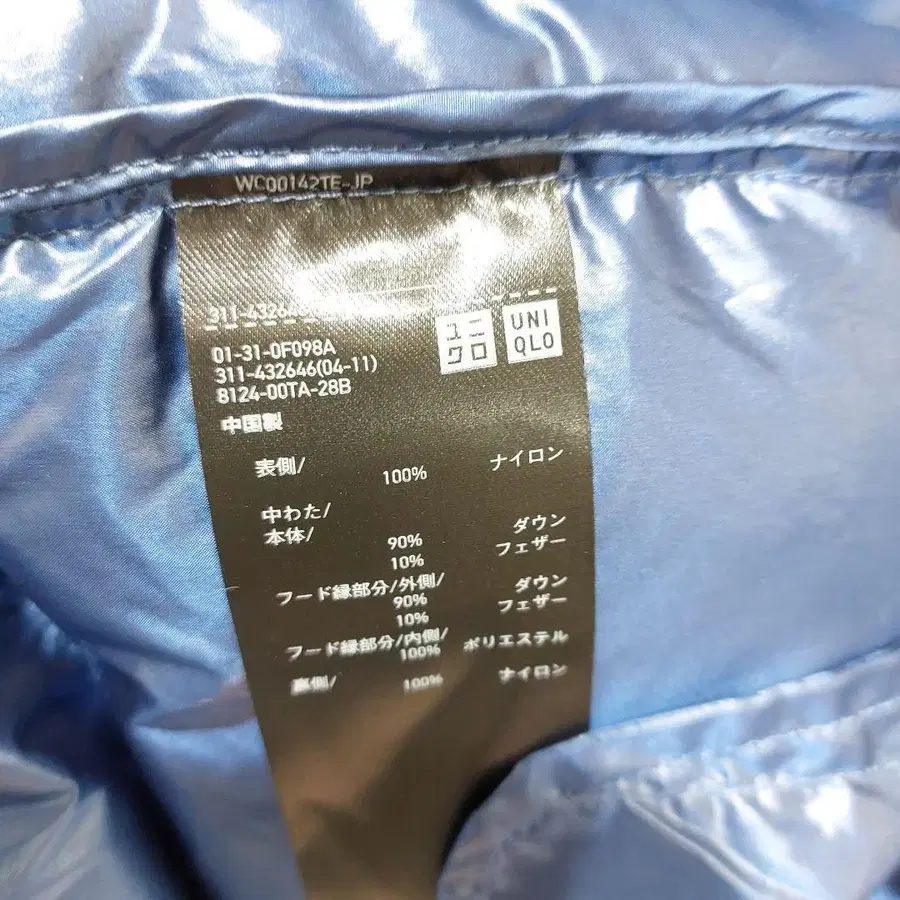 WC00142TE-JP
311-43264
ユニ
クロ
UNI
QLO
01-31-0F098A
311-432646(04-11)
8124-00TA-28B
中国製
表側/ 100% ナイロン
中わた/
本体/ 90% ダウン
10% フェザー
フード縁部分/外側/
90% ダウン
10% フェザー
フード縁部分/内側/
100% ポリエステル
裏側/ 100% ナイロン